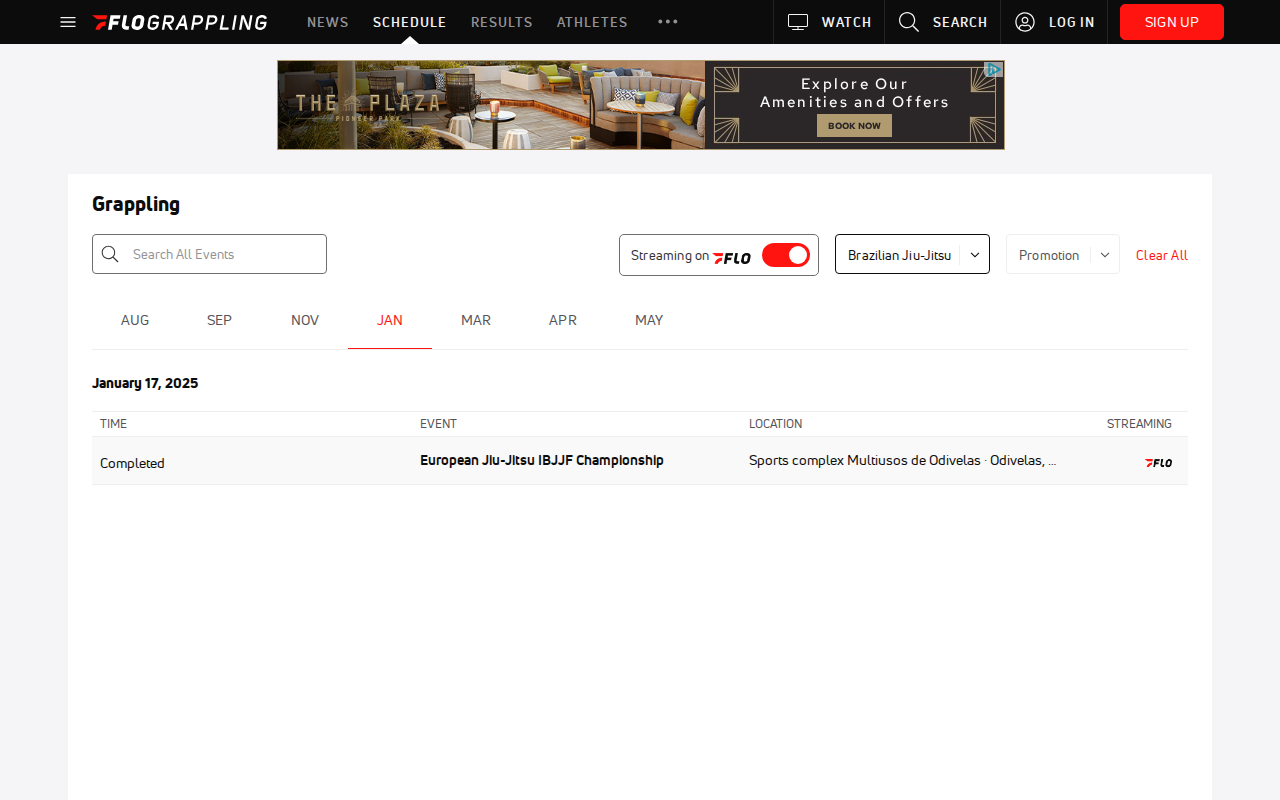 FLOGRAPPLING
NEWS
SCHEDULE
RESULTS
ATHLETES
WATCH
SEARCH
LOG IN
SIGN UP
THE PLAZA
PIONEER PARK
Explore Our
Amenities and Offers
BOOK NOW
Grappling
Search All Events
Streaming on FLO
Brazilian Jiu-Jitsu
Promotion
Clear All
AUG
SEP
NOV
JAN
MAR
APR
MAY
January 17, 2025
TIME
EVENT
LOCATION
STREAMING
Completed
European Jiu-Jitsu IBJJF Championship
Sports complex Multiusos de Odivelas · Odivelas, ...
FLO